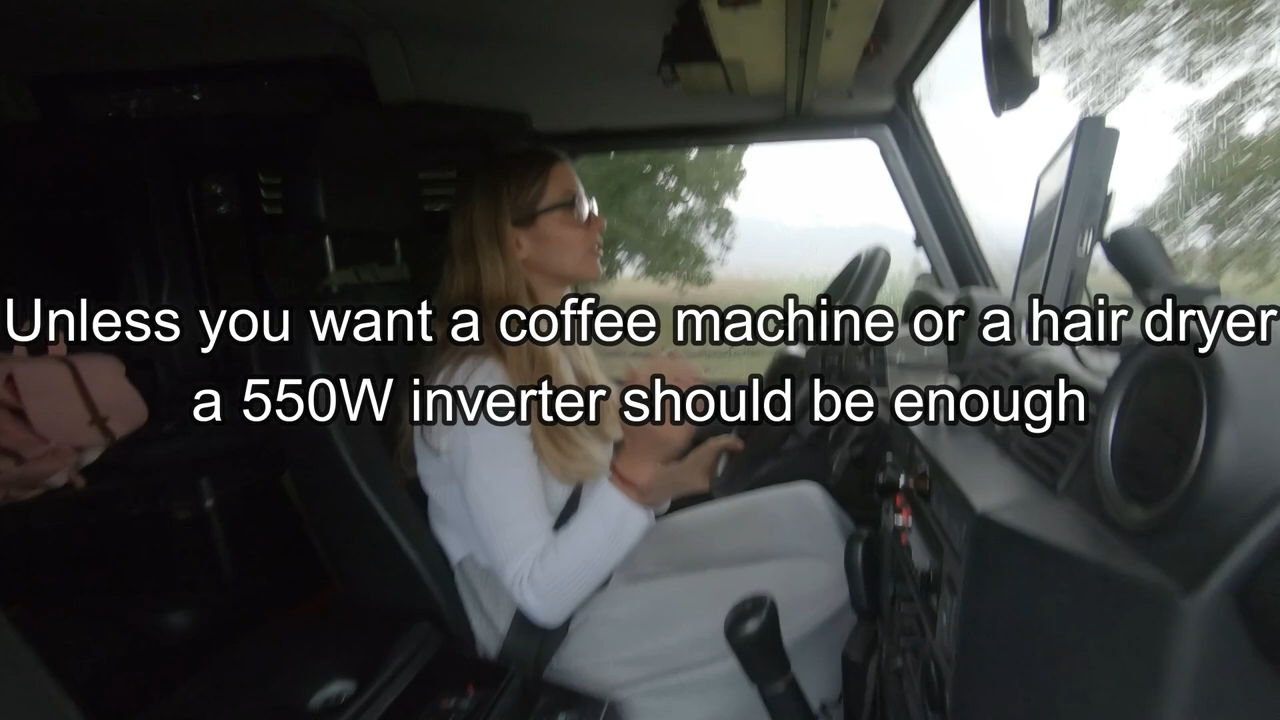 Unless you want a coffee machine or a hair dryer
a 550W inverter should be enough